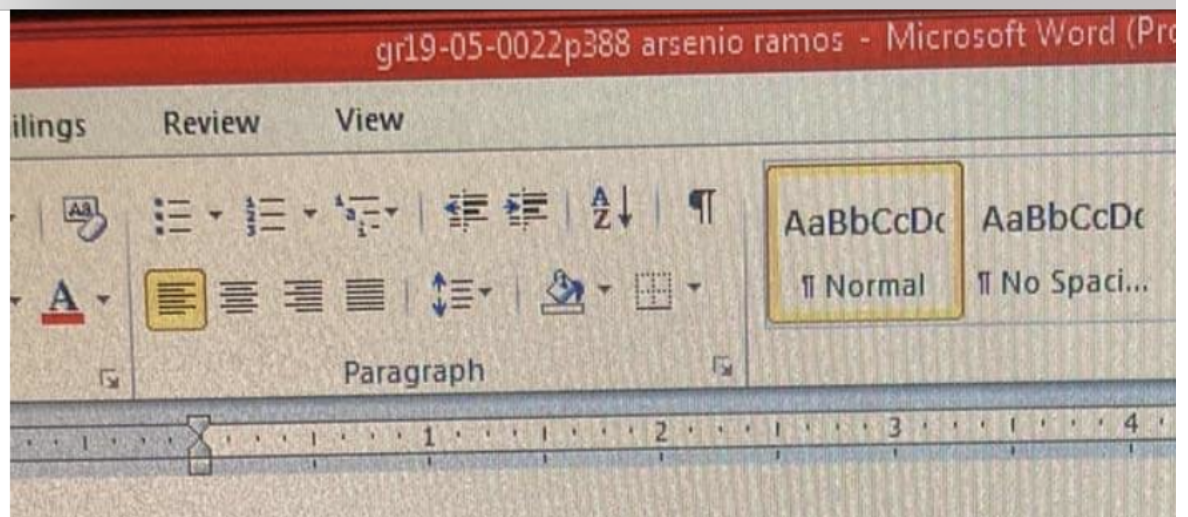 gr19-05-0022p388 arsenio ramos - Microsoft Word (Pro
ilings Review View
AaBbCcDc AaBbCcDc
¶ Normal ¶ No Spaci...
Paragraph
1 2 3 4